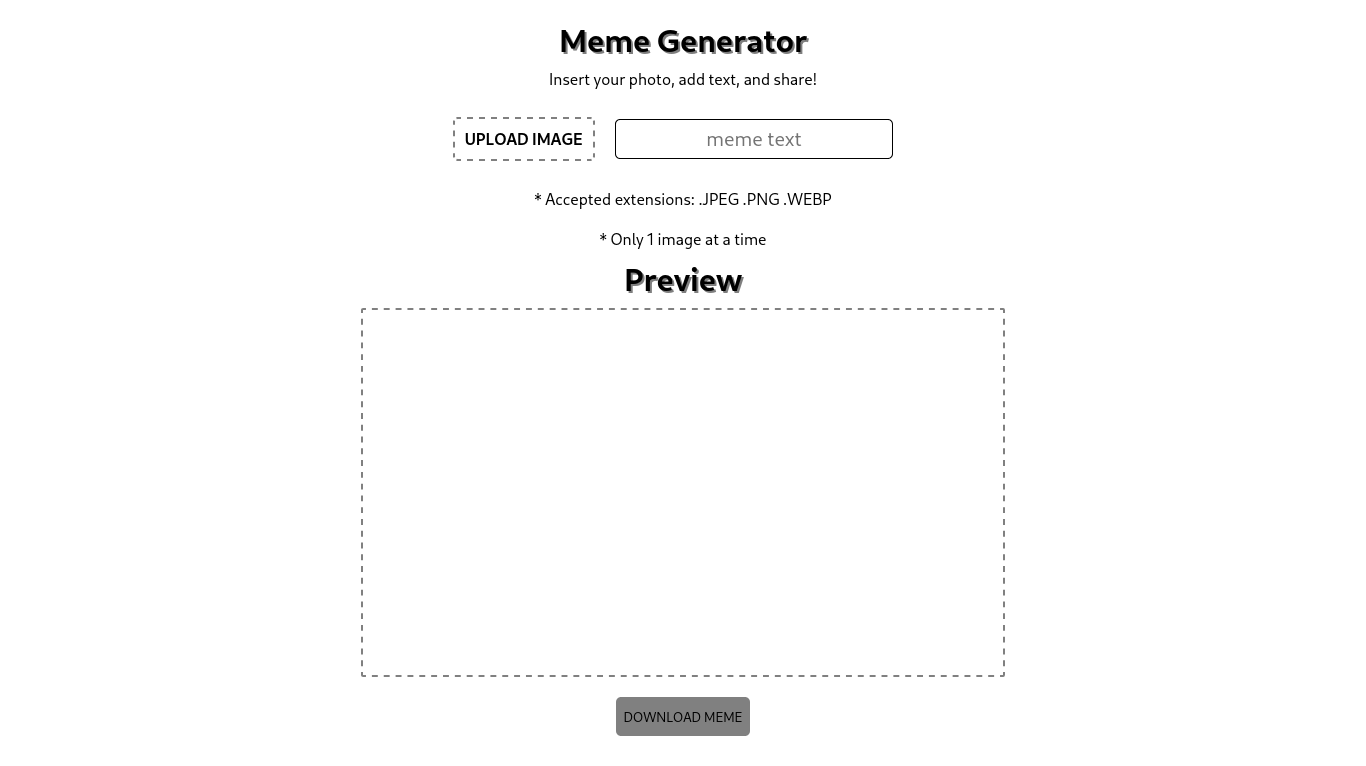 Meme Generator
Insert your photo, add text, and share!
UPLOAD IMAGE
meme text
* Accepted extensions: .JPEG .PNG .WEBP
* Only 1 image at a time
Preview
DOWNLOAD MEME